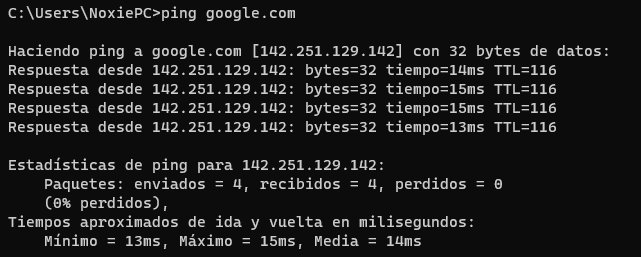 C:\Users\NoxiePC>ping google.com
Haciendo ping a google.com [142.251.129.142] con 32 bytes de datos:
Respuesta desde 142.251.129.142: bytes=32 tiempo=14ms TTL=116
Respuesta desde 142.251.129.142: bytes=32 tiempo=15ms TTL=116
Respuesta desde 142.251.129.142: bytes=32 tiempo=15ms TTL=116
Respuesta desde 142.251.129.142: bytes=32 tiempo=13ms TTL=116
Estadísticas de ping para 142.251.129.142:
    Paquetes: enviados = 4, recibidos = 4, perdidos = 0
    (0% perdidos),
Tiempos aproximados de ida y vuelta en milisegundos:
    Mínimo = 13ms, Máximo = 15ms, Media = 14ms